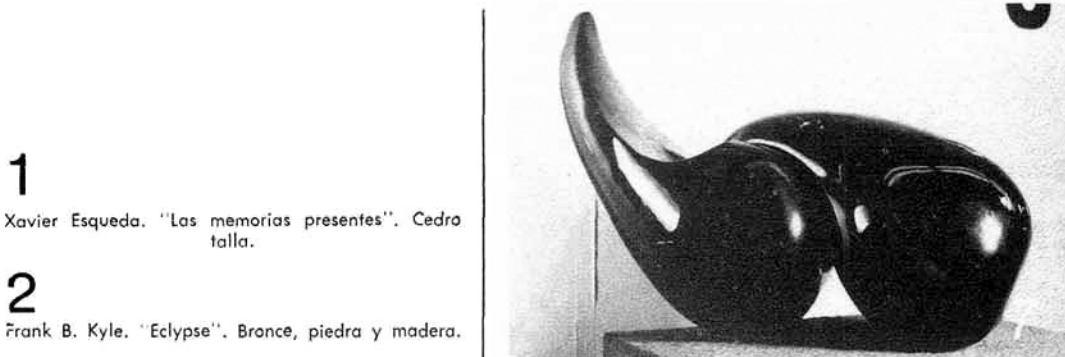 1
Xavier Esqueda. "Las memorias presentes". Cedro
talla.
2
Frank B. Kyle. "Eclypse". Bronce, piedra y madera.